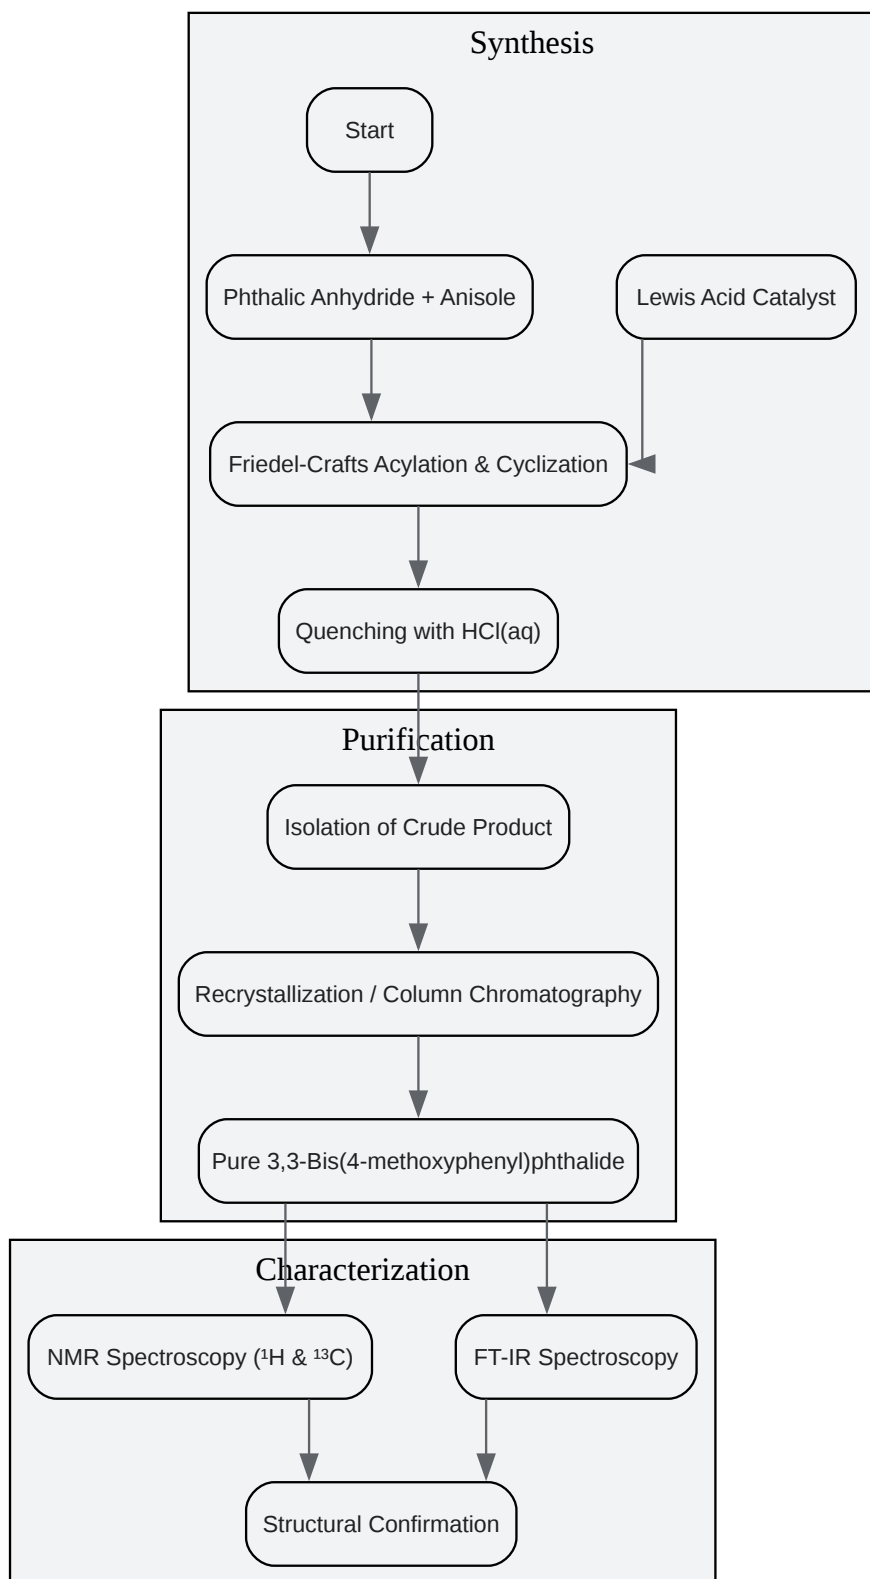 Synthesis
Start
Phthalic Anhydride + Anisole
Lewis Acid Catalyst
Friedel-Crafts Acylation & Cyclization
Quenching with HCl(aq)
Purification
Isolation of Crude Product
Recrystallization / Column Chromatography
Pure 3,3-Bis(4-methoxyphenyl)phthalide
Characterization
NMR Spectroscopy (¹H & ¹³C)
FT-IR Spectroscopy
Structural Confirmation